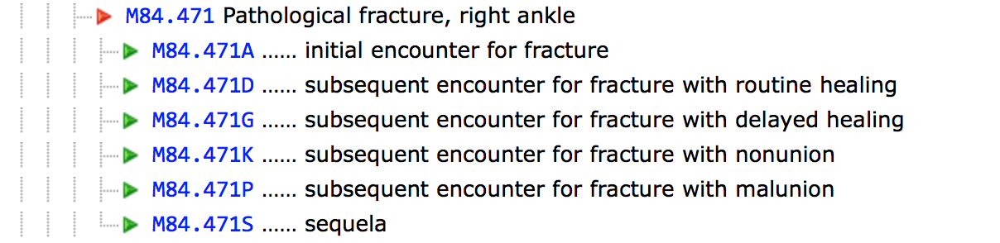 M84.471 Pathological fracture, right ankle
M84.471A ...... initial encounter for fracture
M84.471D ...... subsequent encounter for fracture with routine healing
M84.471G ...... subsequent encounter for fracture with delayed healing
M84.471K ...... subsequent encounter for fracture with nonunion
M84.471P ...... subsequent encounter for fracture with malunion
M84.471S ...... sequela